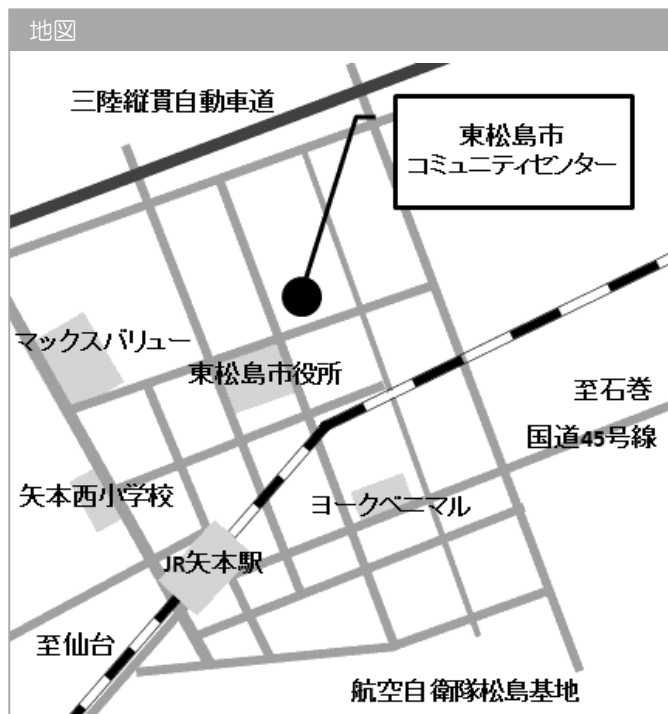 地図
三陸縦貫自動車道
東松島市
コミュニティセンター
マックスバリュー
東松島市役所
至石巻
国道45号線
矢本西小学校
ヨークベニマル
JR矢本駅
至仙台
航空自衛隊松島基地